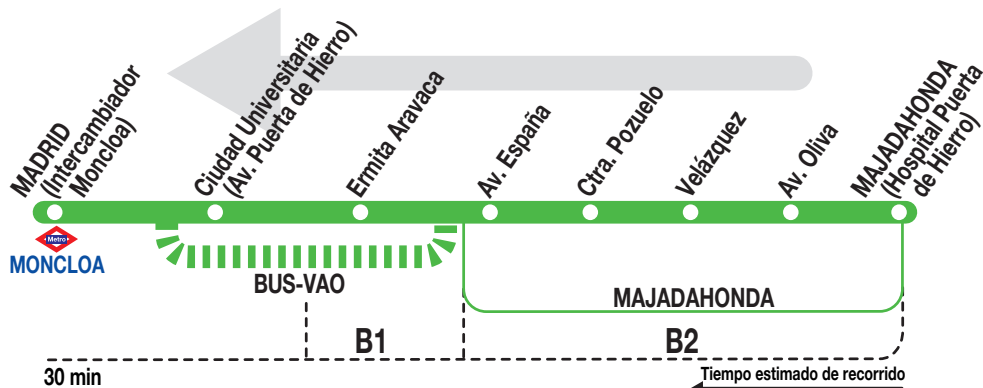 MADRID
(Intercambiador
Moncloa)
Ciudad Universitaria
(Av. Puerta de Hierro)
Ermita Aravaca
Av. España
Ctra. Pozuelo
Velázquez
Av. Oliva
MAJADAHONDA
(Hospital Puerta
de Hierro)
Metro
MONCLOA
BUS-VAO
MAJADAHONDA
B1
B2
30 min
Tiempo estimado de recorrido